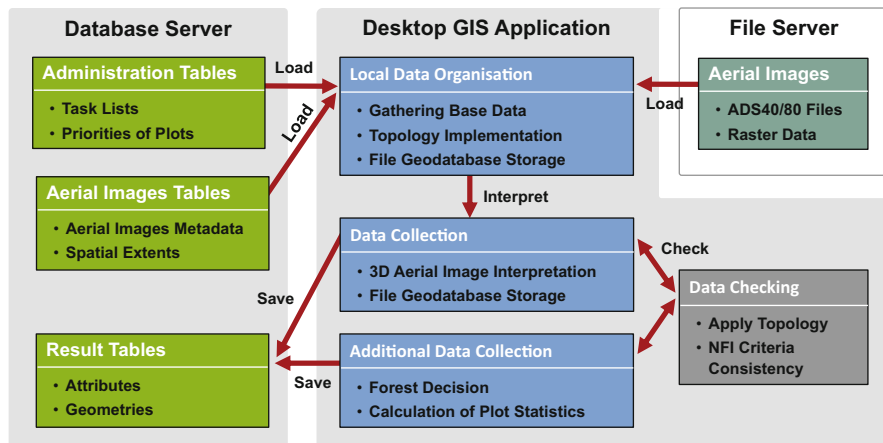 Database Server
Desktop GIS Application
File Server
Administration Tables
• Task Lists
• Priorities of Plots
Load
Local Data Organisation
• Gathering Base Data
• Topology Implementation
• File Geodatabase Storage
Load
Aerial Images
• ADS40/80 Files
• Raster Data
Load
Aerial Images Tables
• Aerial Images Metadata
• Spatial Extents
Interpret
Data Collection
• 3D Aerial Image Interpretation
• File Geodatabase Storage
Check
Save
Data Checking
• Apply Topology
• NFI Criteria
Consistency
Result Tables
• Attributes
• Geometries
Save
Additional Data Collection
• Forest Decision
• Calculation of Plot Statistics